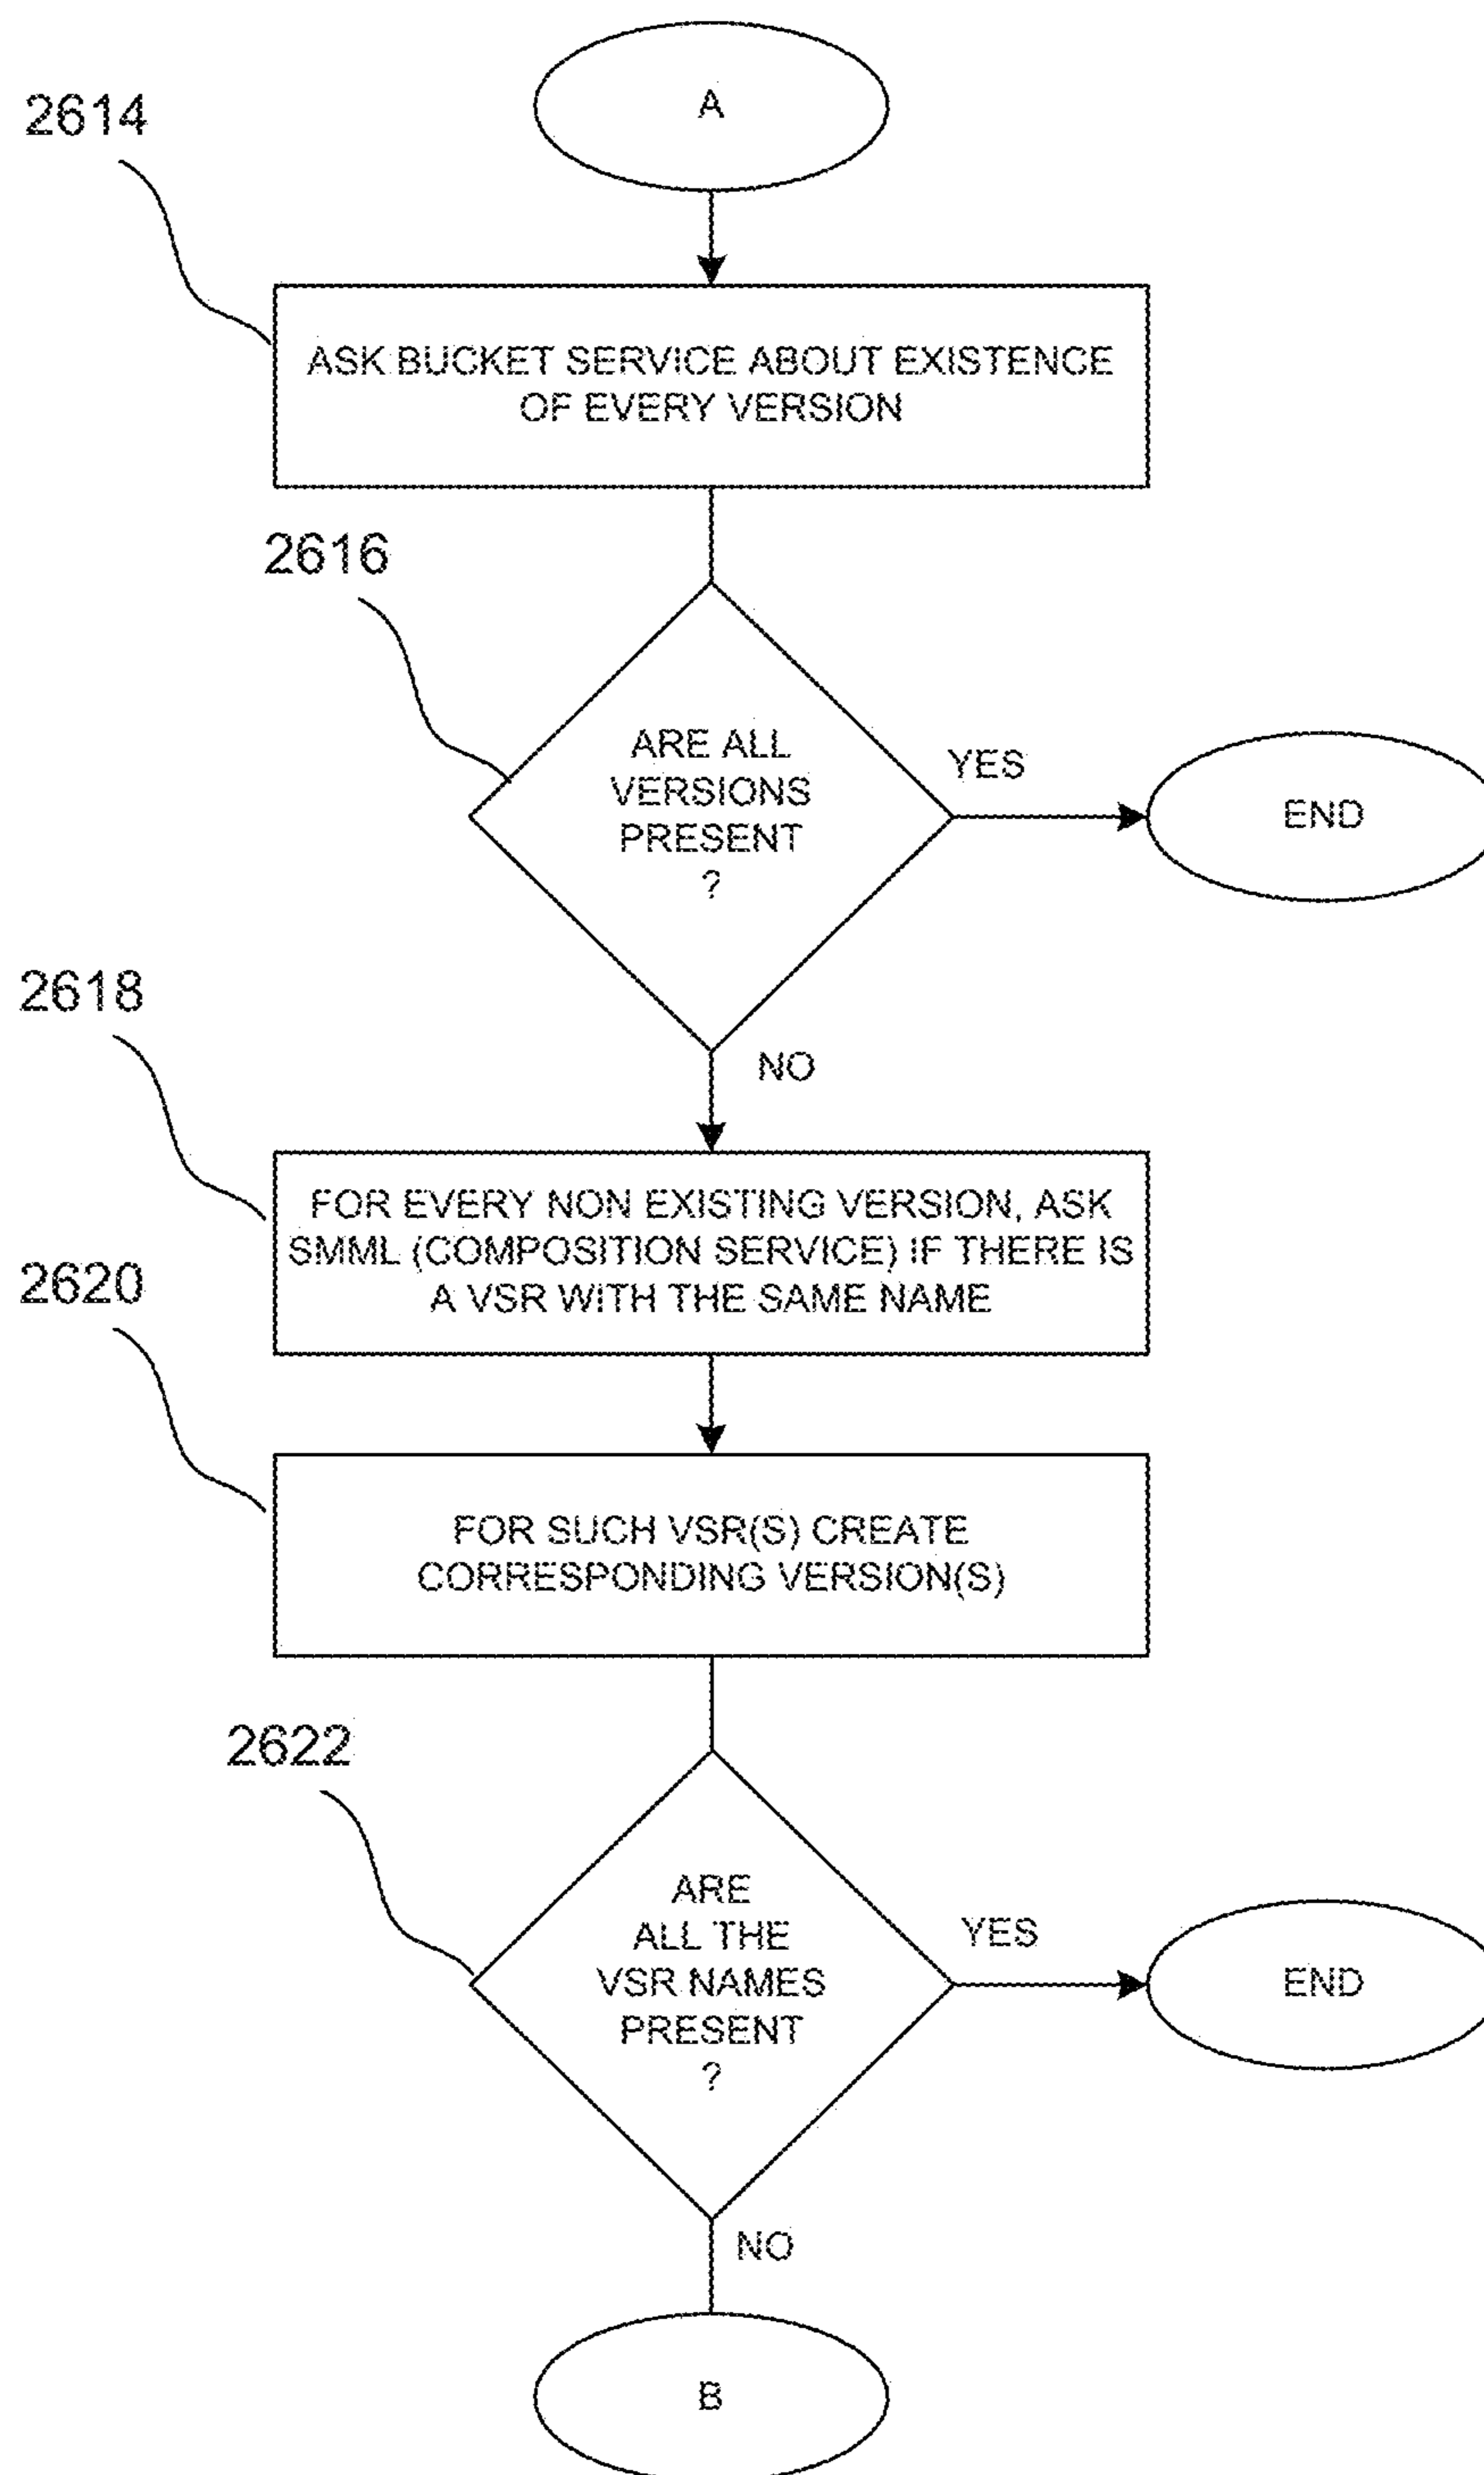 A
2614
ASK BUCKET SERVICE ABOUT EXISTENCE
OF EVERY VERSION
2616
ARE ALL
VERSIONS
PRESENT
?
YES
END
NO
2618
FOR EVERY NON EXISTING VERSION, ASK
SMML (COMPOSITION SERVICE) IF THERE IS
A VSR WITH THE SAME NAME
2620
FOR SUCH VSR(S) CREATE
CORRESPONDING VERSION(S)
2622
ARE
ALL THE
VSR NAMES
PRESENT
?
YES
END
NO
B